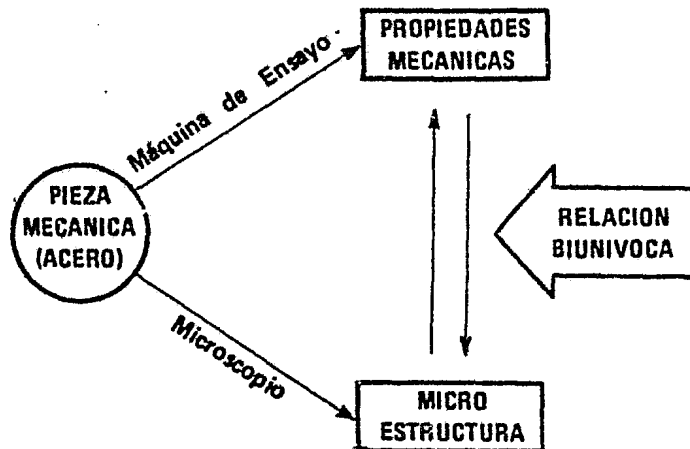 PROPIEDADES
MECANICAS
Máquina de Ensayo
PIEZA
MECANICA
(ACERO)
RELACION
BIUNIVOCA
Microscopio
MICRO
ESTRUCTURA